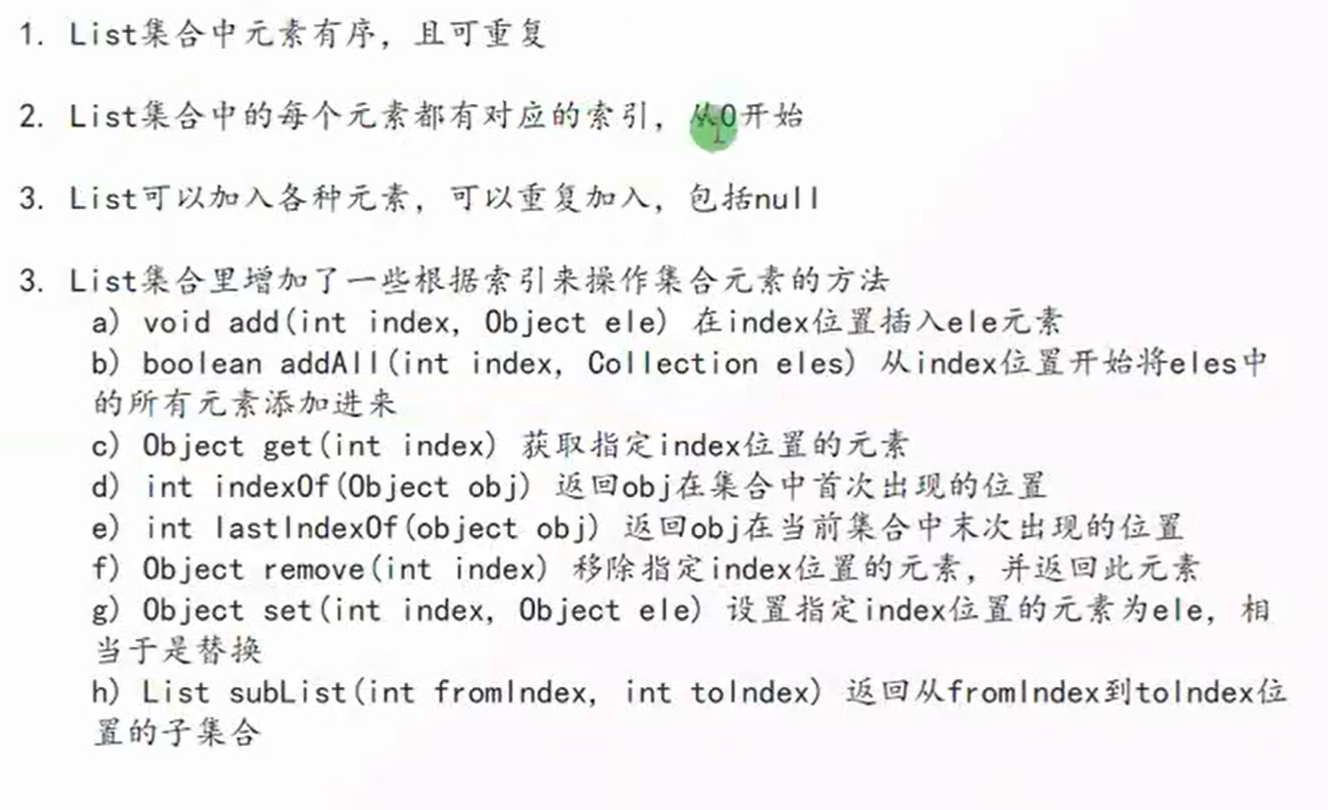 1. List集合中元素有序，且可重复
2. List集合中的每个元素都有对应的索引，从0开始
3. List可以加入各种元素，可以重复加入，包括null
3. List集合里增加了一些根据索引来操作集合元素的方法
a) void add(int index, Object ele) 在index位置插入ele元素
b) boolean addAll(int index, Collection eles) 从index位置开始将eles中
的所有元素添加进来
c) Object get(int index) 获取指定index位置的元素
d) int indexOf(Object obj) 返回obj在集合中首次出现的位置
e) int lastIndexOf(object obj) 返回obj在当前集合中末次出现的位置
f) Object remove(int index) 移除指定index位置的元素，并返回此元素
g) Object set(int index, Object ele) 设置指定index位置的元素为ele，相
当于是替换
h) List subList(int fromIndex, int toIndex) 返回从fromIndex到toIndex位
置的子集合